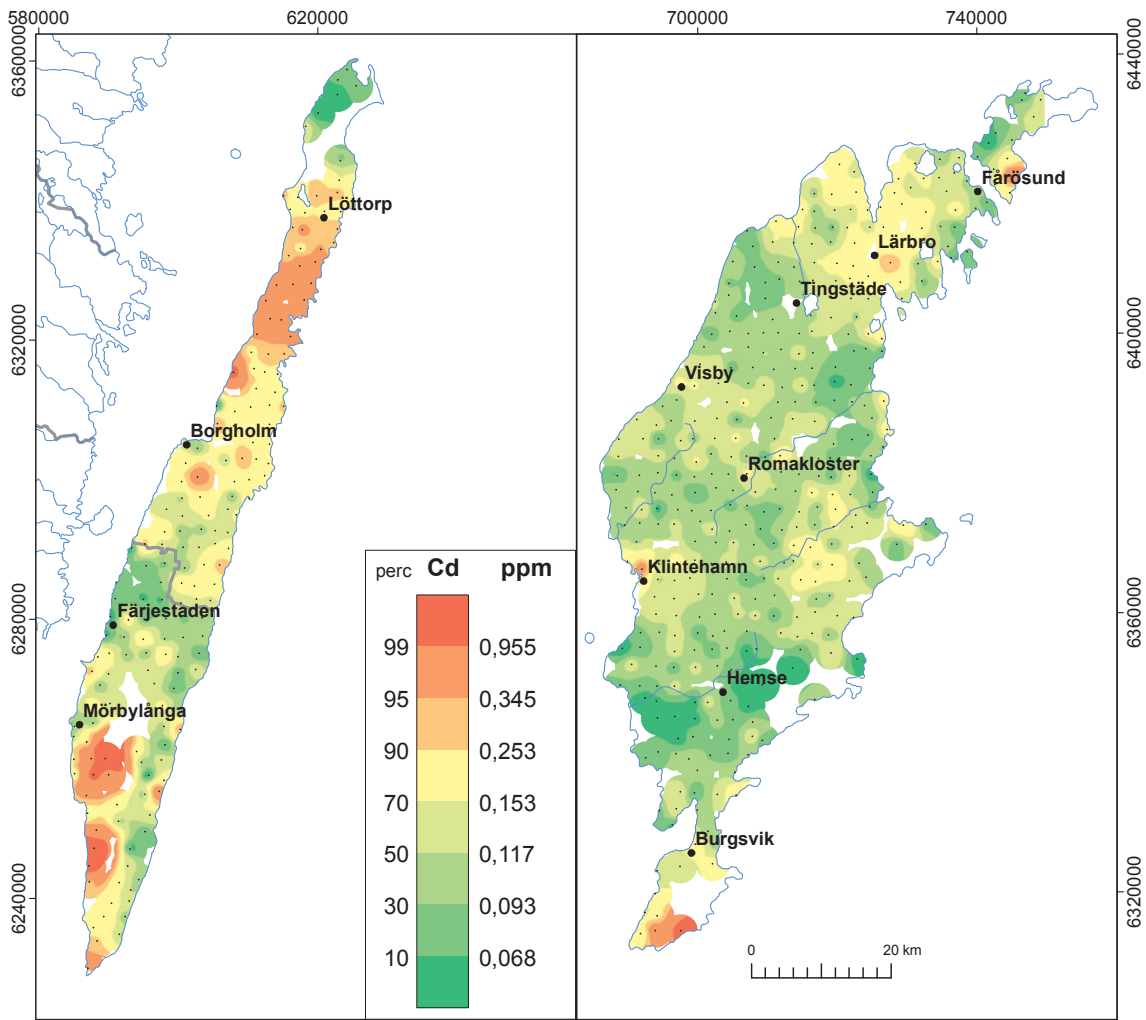 580000
620000
700000
740000
6360000
6320000
6280000
6240000
Löttorp
Borgholm
Färjestaden
Mörbylånga
perc Cd ppm
99 0,955
95 0,345
90 0,253
70 0,153
50 0,117
30 0,093
10 0,068
Fårösund
Lärbro
Tingstäde
Visby
Romakloster
Klintehamn
Hemse
Burgsvik
0 20 km
6440000
6400000
6360000
6320000